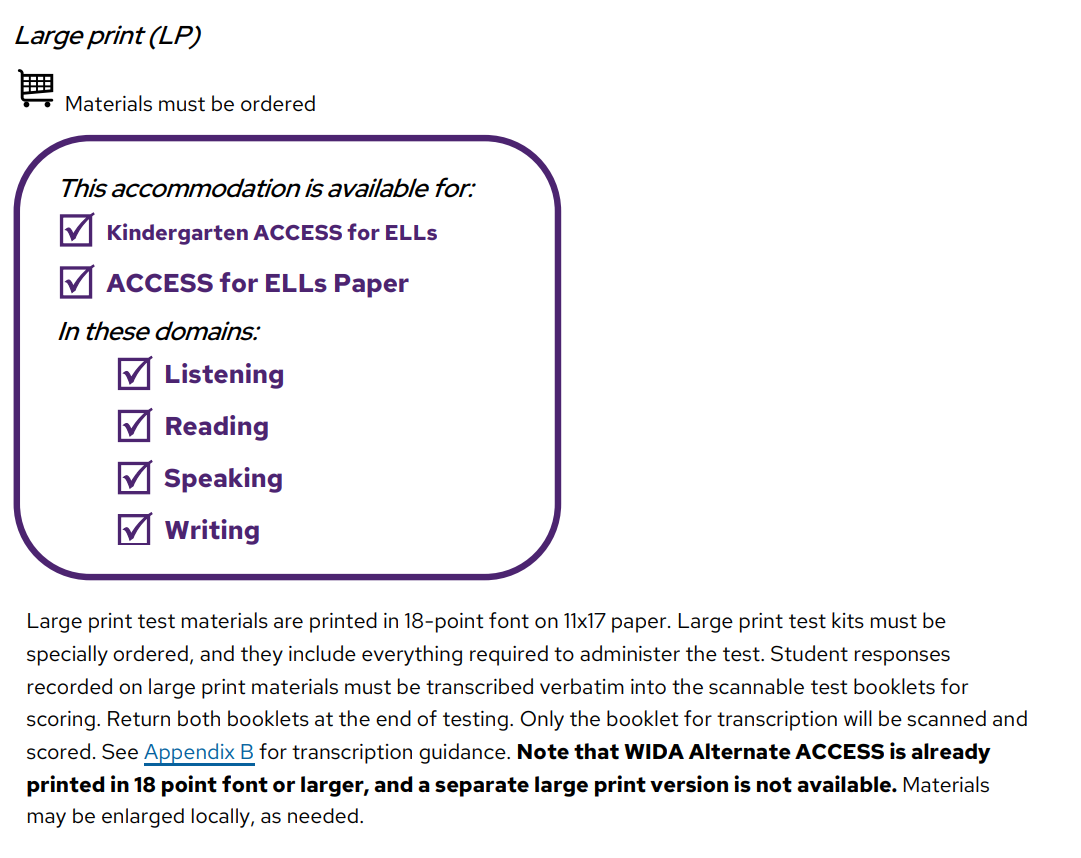 Large print (LP)
Materials must be ordered
This accommodation is available for:
Kindergarten ACCESS for ELLs
ACCESS for ELLs Paper
In these domains:
Listening
Reading
Speaking
Writing
Large print test materials are printed in 18-point font on 11x17 paper. Large print test kits must be
specially ordered, and they include everything required to administer the test. Student responses
recorded on large print materials must be transcribed verbatim into the scannable test booklets for
scoring. Return both booklets at the end of testing. Only the booklet for transcription will be scanned and
scored. See Appendix B for transcription guidance. Note that WIDA Alternate ACCESS is already
printed in 18 point font or larger, and a separate large print version is not available. Materials
may be enlarged locally, as needed.